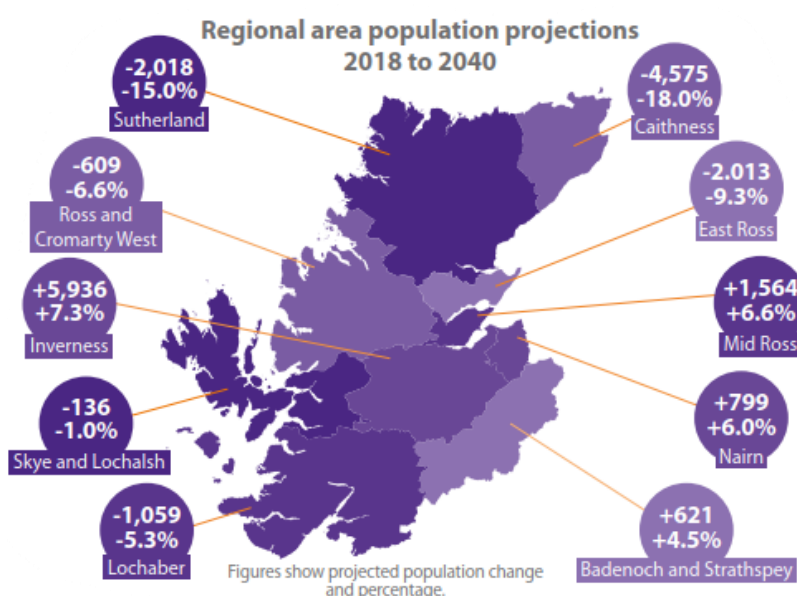 Regional area population projections
2018 to 2040
-2,018
-15.0%
Sutherland
-4,575
-18.0%
Caithness
-609
-6.6%
Ross and
Cromarty West
-2.013
-9.3%
East Ross
+5,936
+7.3%
Inverness
+1,564
+6.6%
Mid Ross
-136
-1.0%
Skye and Lochalsh
+799
+6.0%
Nairn
-1,059
-5.3%
Lochaber
+621
+4.5%
Badenoch and Strathspey
Figures show projected population change
and percentage.